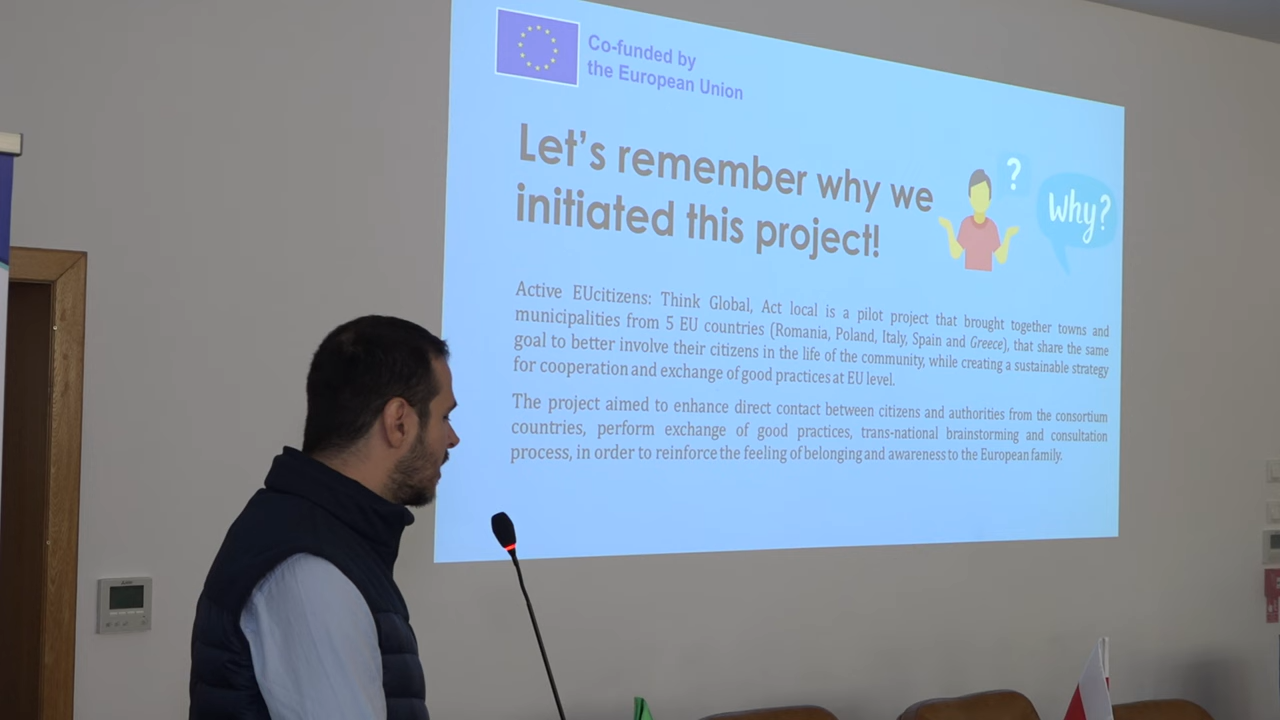 Co-funded by
the European Union
Let's remember why we
initiated this project!
?
Why?
Active EUcitizens: Think Global, Act local is a pilot project that brought together towns and
municipalities from 5 EU countries (Romania, Poland, Italy, Spain and Greece), that share the same
goal to better involve their citizens in the life of the community, while creating a sustainable strategy
for cooperation and exchange of good practices at EU level.
The project aimed to enhance direct contact between citizens and authorities from the consortium
countries, perform exchange of good practices, trans-national brainstorming and consultation
process, in order to reinforce the feeling of belonging and awareness to the European family.